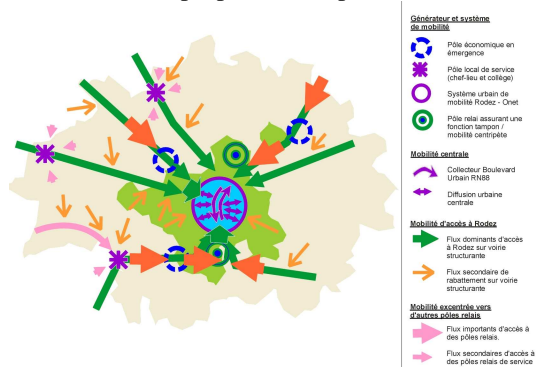 Générateur et système
de mobilité
Pôle économique en
émergence
Pôle local de service
(chef-lieu et collège)
Système urbain de
mobilité Rodez - Onet
Pôle relai assurant une
fonction tampon /
mobilité centripète
Mobilité centrale
Collecteur Boulevard
Urbain RN88
Diffusion urbaine
centrale
Mobilité d'accès à Rodez
Flux dominants d'accès
à Rodez sur voirie
structurante
Flux secondaire de
rabattement sur voirie
structurante
Mobilité excentrée vers
d'autres pôles relais
Flux importants d'accès à
des pôles relais.
Flux secondaires d'accès à
des pôles relais de service